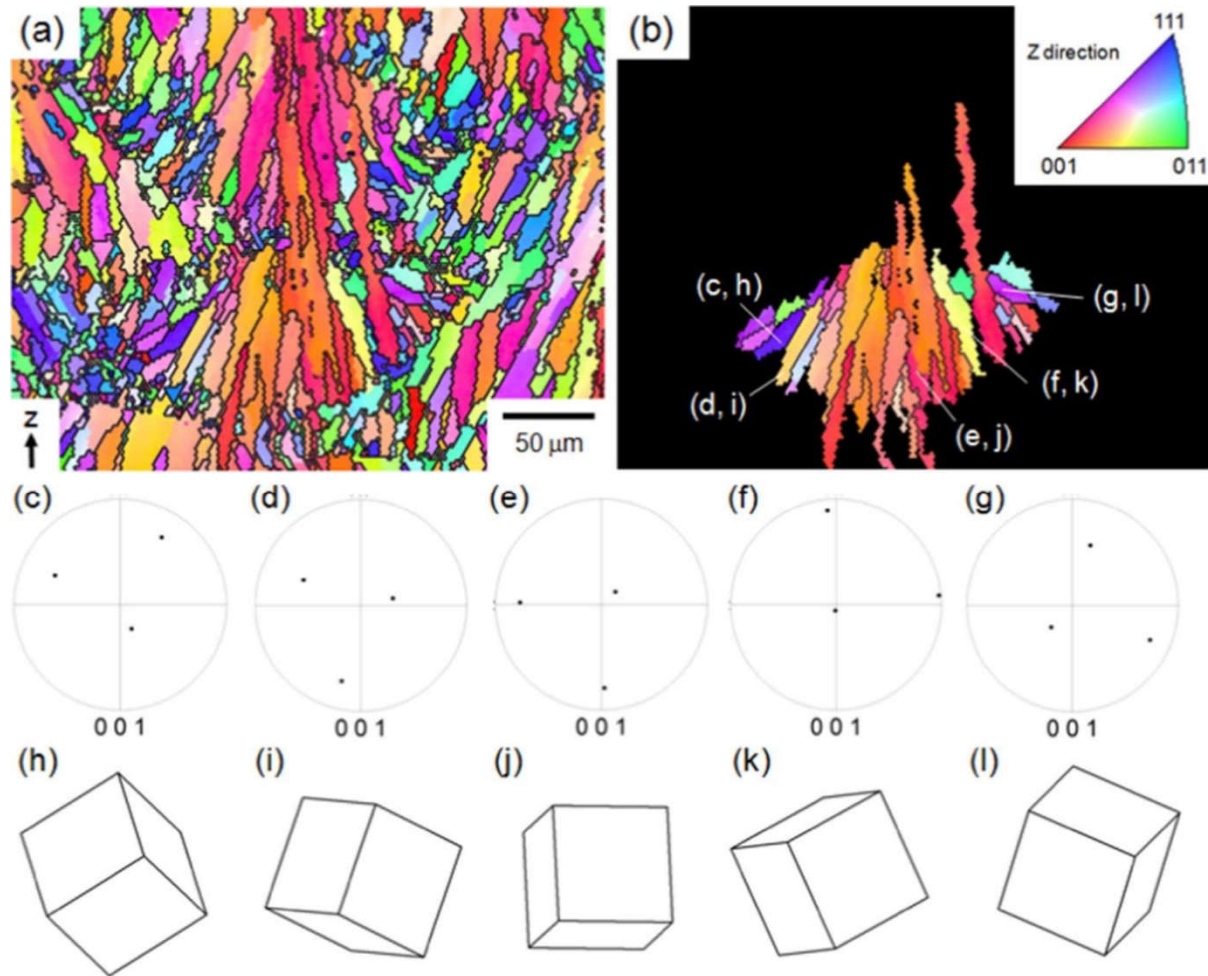 (a)
(b)
111
Z direction
001
011
(c, h)
(g, l)
(d, i)
(f, k)
(e, j)
Z
50 μm
(c)
(d)
(e)
(f)
(g)
0 0 1
0 0 1
0 0 1
0 0 1
0 0 1
(h)
(i)
(j)
(k)
(l)